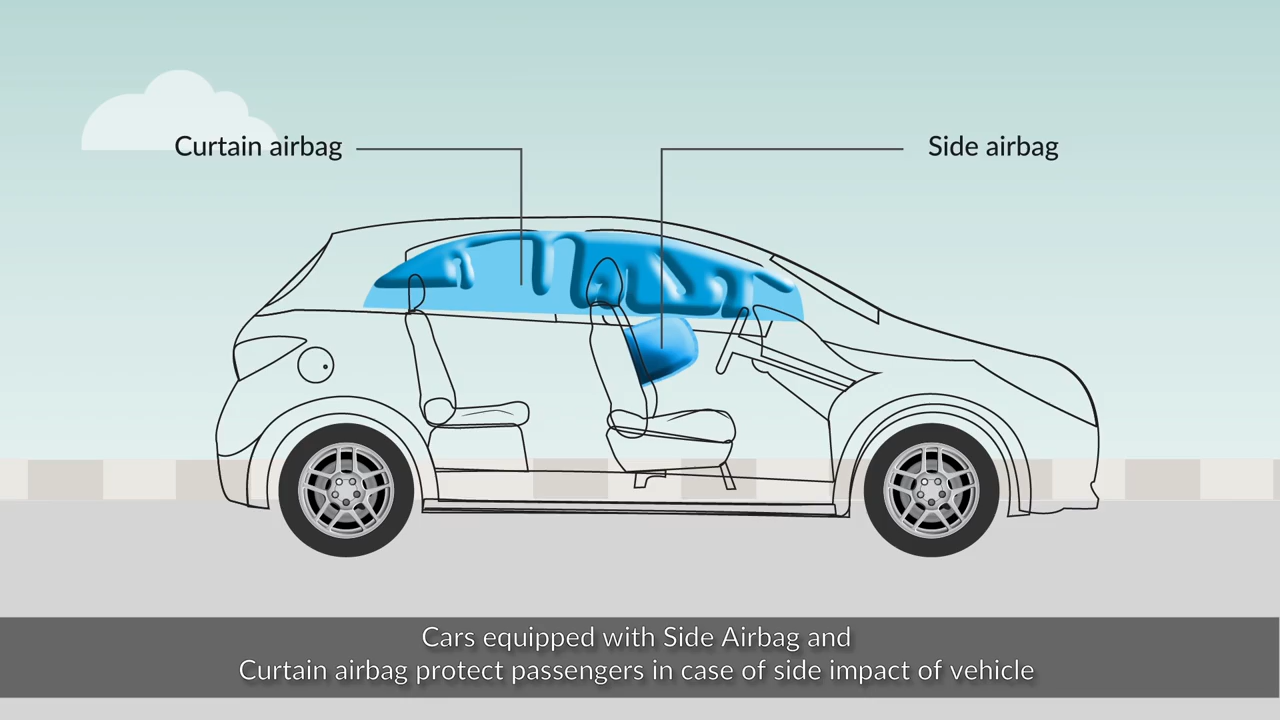 Curtain airbag
Side airbag
Cars equipped with Side Airbag and
Curtain airbag protect passengers in case of side impact of vehicle